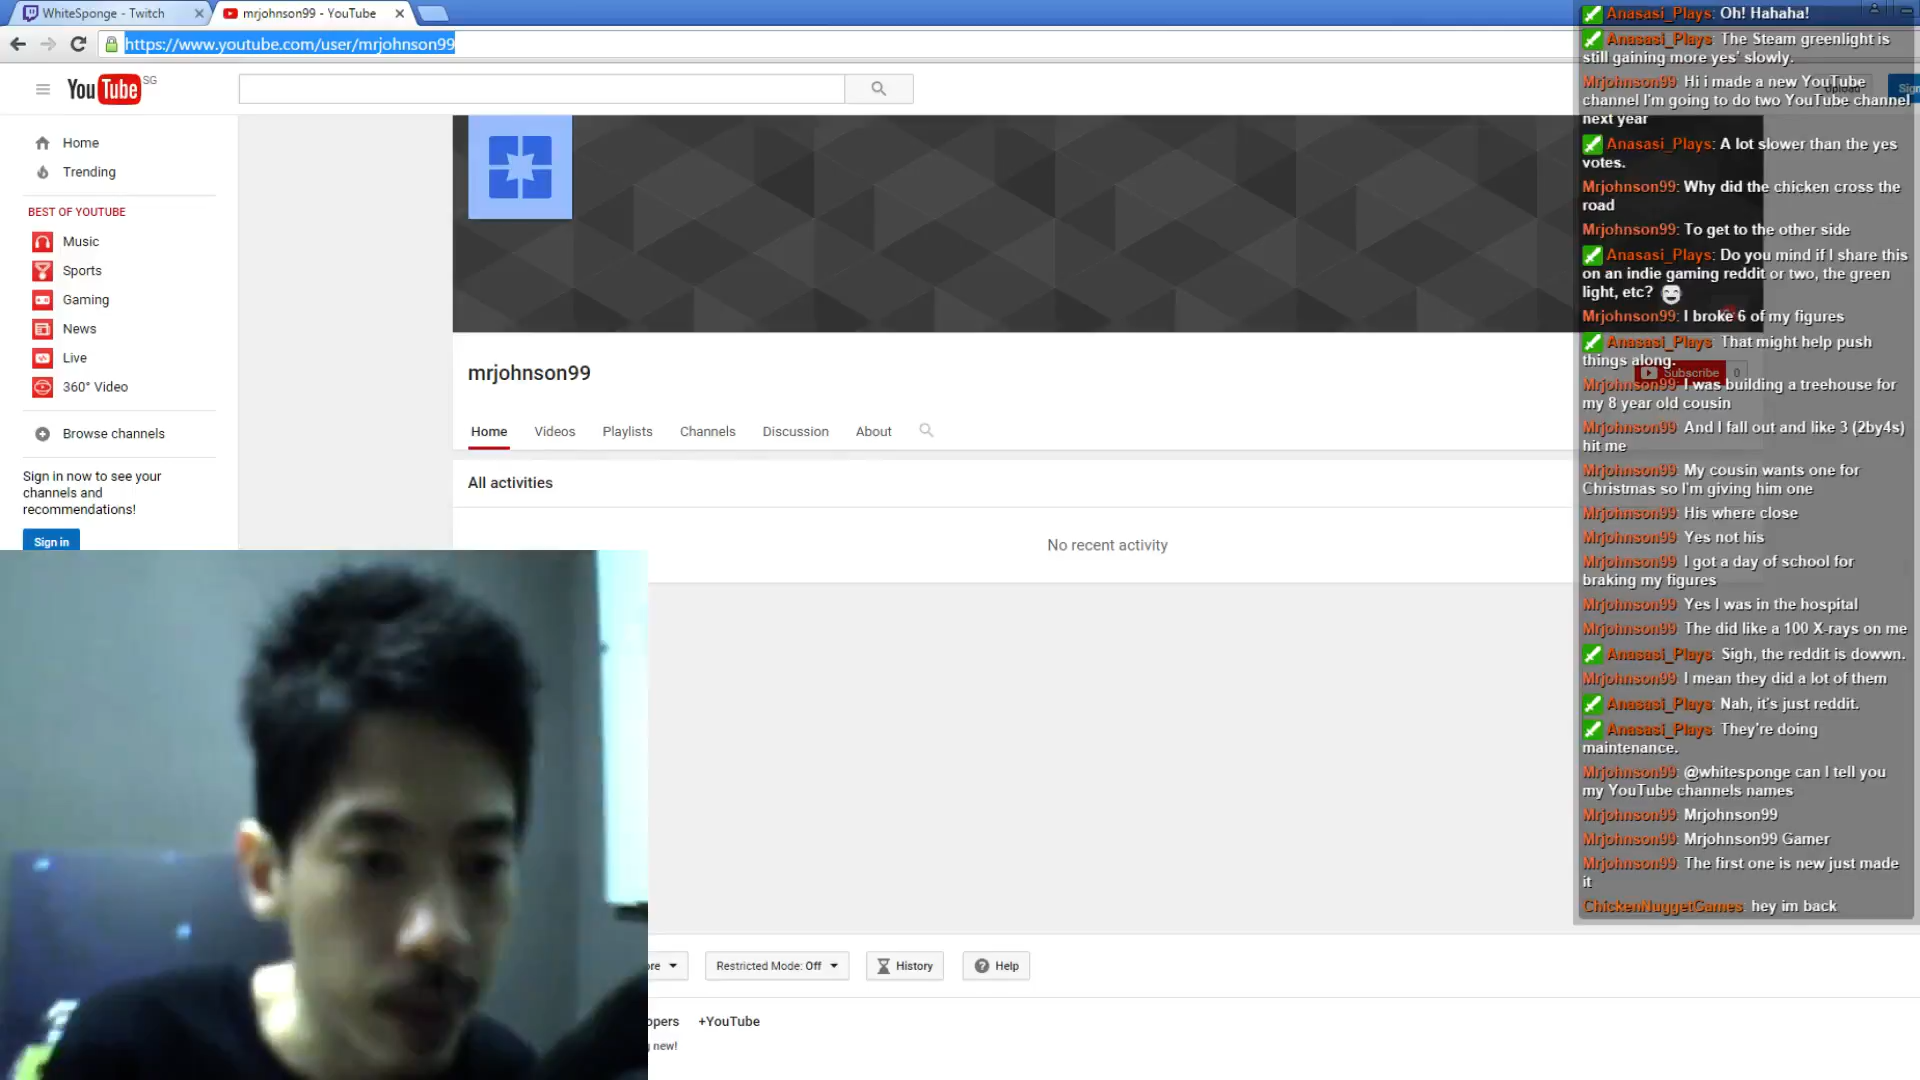 WhiteSponge - Twitch
mrjohnson99 - YouTube
https://www.youtube.com/user/mrjohnson99
YouTube SG
Upload
Sign
Home
Trending
BEST OF YOUTUBE
Music
Sports
Gaming
News
Live
360° Video
Browse channels
Sign in now to see your
channels and
recommendations!
Sign in
mrjohnson99
Subscribe 0
Home Videos Playlists Channels Discussion About
All activities
No recent activity
ore
Restricted Mode: Off
History
Help
opers +YouTube
g new!
Anasasi_Plays: Oh! Hahaha!
Anasasi_Plays: The Steam greenlight is
still gaining more yes' slowly.
Mrjohnson99: Hi i made a new YouTube
channel I'm going to do two YouTube channel
next year
Anasasi_Plays: A lot slower than the yes
votes.
Mrjohnson99: Why did the chicken cross the
road
Mrjohnson99: To get to the other side
Anasasi_Plays: Do you mind if I share this
on an indie gaming reddit or two, the green
light, etc?
Mrjohnson99: I broke 6 of my figures
Anasasi_Plays: That might help push
things along.
Mrjohnson99: I was building a treehouse for
my 8 year old cousin
Mrjohnson99: And I fall out and like 3 (2by4s)
hit me
Mrjohnson99: My cousin wants one for
Christmas so I'm giving him one
Mrjohnson99: His where close
Mrjohnson99: Yes not his
Mrjohnson99: I got a day of school for
braking my figures
Mrjohnson99: Yes I was in the hospital
Mrjohnson99: The did like a 100 X-rays on me
Anasasi_Plays: Sigh, the reddit is dowwn.
Mrjohnson99: I mean they did a lot of them
Anasasi_Plays: Nah, it's just reddit.
Anasasi_Plays: They're doing
maintenance.
Mrjohnson99: @whitesponge can I tell you
my YouTube channels names
Mrjohnson99: Mrjohnson99
Mrjohnson99: Mrjohnson99 Gamer
Mrjohnson99: The first one is new just made
it
ChickenNuggetGames: hey im back